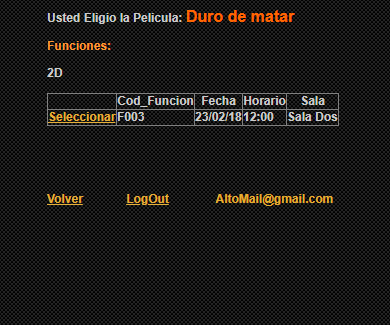 Usted Eligio la Pelicula: Duro de matar
Funciones:
2D
Cod_Funcion Fecha Horario Sala
Seleccionar F003 23/02/18 12:00 Sala Dos
Volver LogOut AltoMail@gmail.com